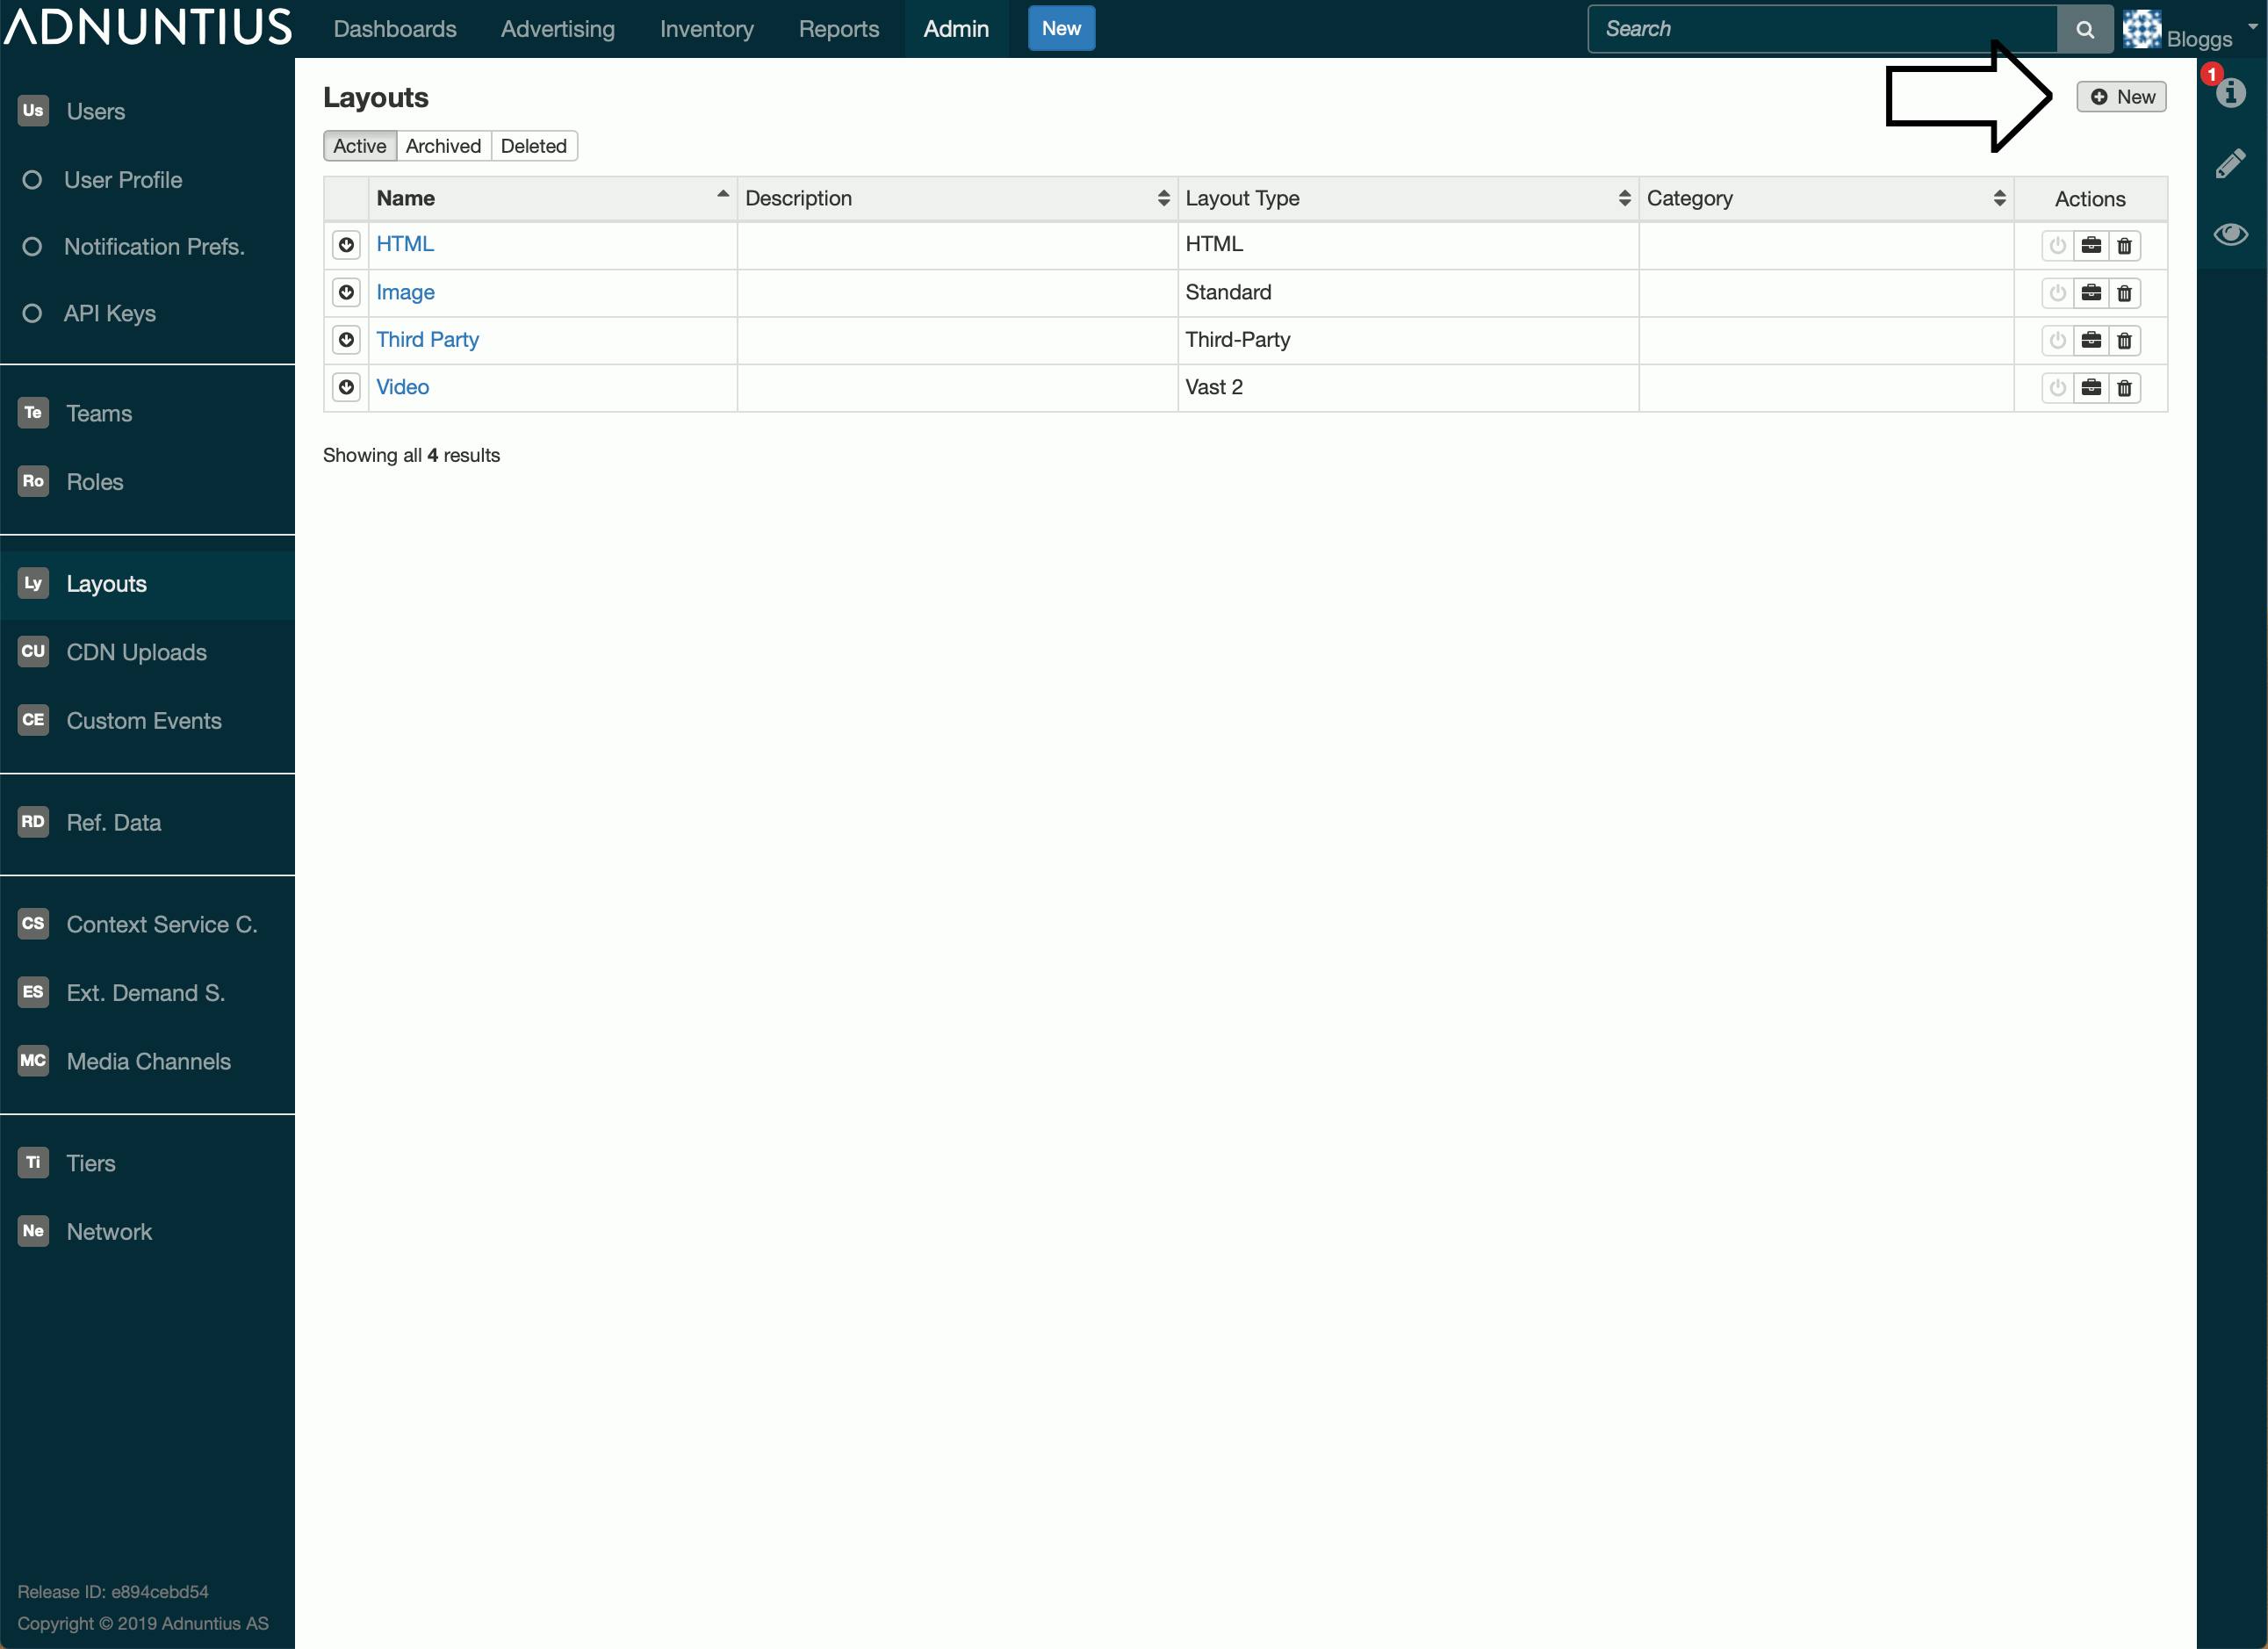 ADNUNTIUS Dashboards Advertising Inventory Reports Admin New Search Bloggs
Us Users
User Profile
Notification Prefs.
API Keys
Te Teams
Ro Roles
Ly Layouts
CU CDN Uploads
CE Custom Events
RD Ref. Data
CS Context Service C.
ES Ext. Demand S.
MC Media Channels
Ti Tiers
Ne Network
Release ID: e894cebd54
Copyright © 2019 Adnuntius AS
Layouts New
1
Active Archived Deleted
Name Description Layout Type Category Actions
HTML HTML
Image Standard
Third Party Third-Party
Video Vast 2
Showing all 4 results